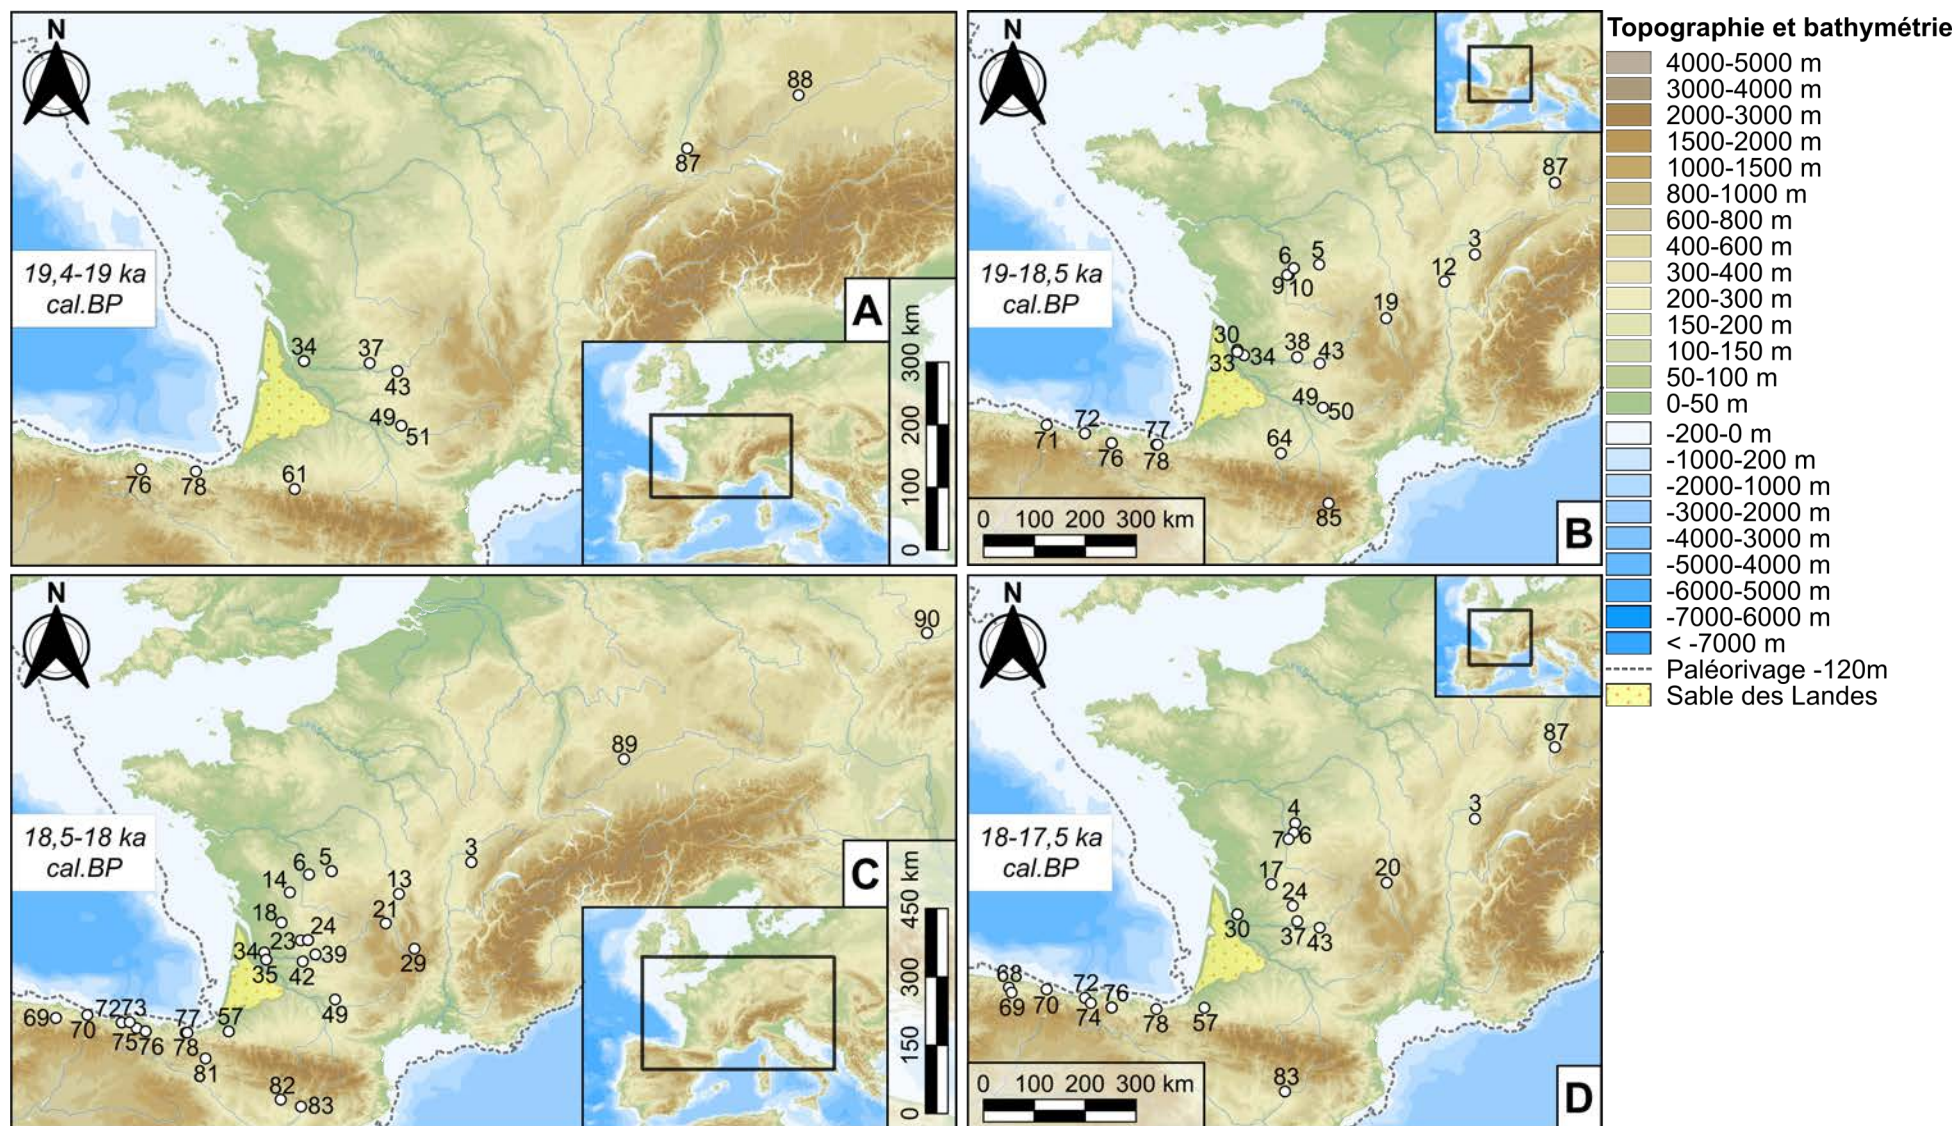 N
88
87
19,4-19 ka
cal.BP
A
34
37
43
49
51
76
78
61
0 100 200 300 km
N
87
3
12
6
5
9
10
19
19-18,5 ka
cal.BP
30
33
34
38
43
49
50
71
72
76
77
78
64
85
0 100 200 300 km
B
N
90
89
18,5-18 ka
cal.BP
C
3
6
5
14
13
18
21
23
24
34
39
35
42
29
69
70
72
73
75
76
77
78
57
49
81
82
83
0 150 300 450 km
N
87
3
4
7
6
18-17,5 ka
cal.BP
17
20
24
30
37
43
68
69
70
72
74
76
78
57
83
0 100 200 300 km
D
Topographie et bathymétrie
4000-5000 m
3000-4000 m
2000-3000 m
1500-2000 m
1000-1500 m
800-1000 m
600-800 m
400-600 m
300-400 m
200-300 m
150-200 m
100-150 m
50-100 m
0-50 m
-200-0 m
-1000-200 m
-2000-1000 m
-3000-2000 m
-4000-3000 m
-5000-4000 m
-6000-5000 m
-7000-6000 m
< -7000 m
Paléorivage -120m
Sable des Landes